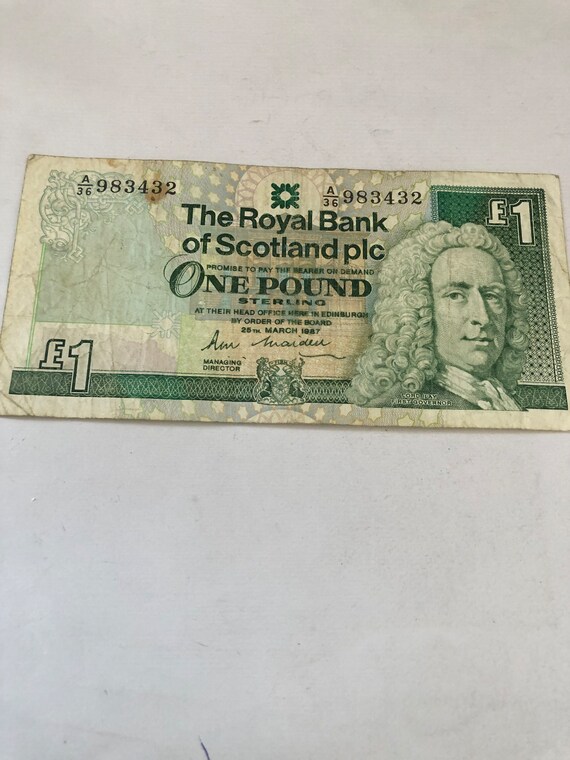 A/36 983432
A/36 983432
£1
The Royal Bank
of Scotland plc
PROMISE TO PAY THE BEARER ON DEMAND
ONE POUND
STERLING
AT THEIR HEAD OFFICE HERE IN EDINBURGH
BY ORDER OF THE BOARD
25TH MARCH 1987
MANAGING
DIRECTOR
£1
LORD ILAY
FIRST GOVERNOR